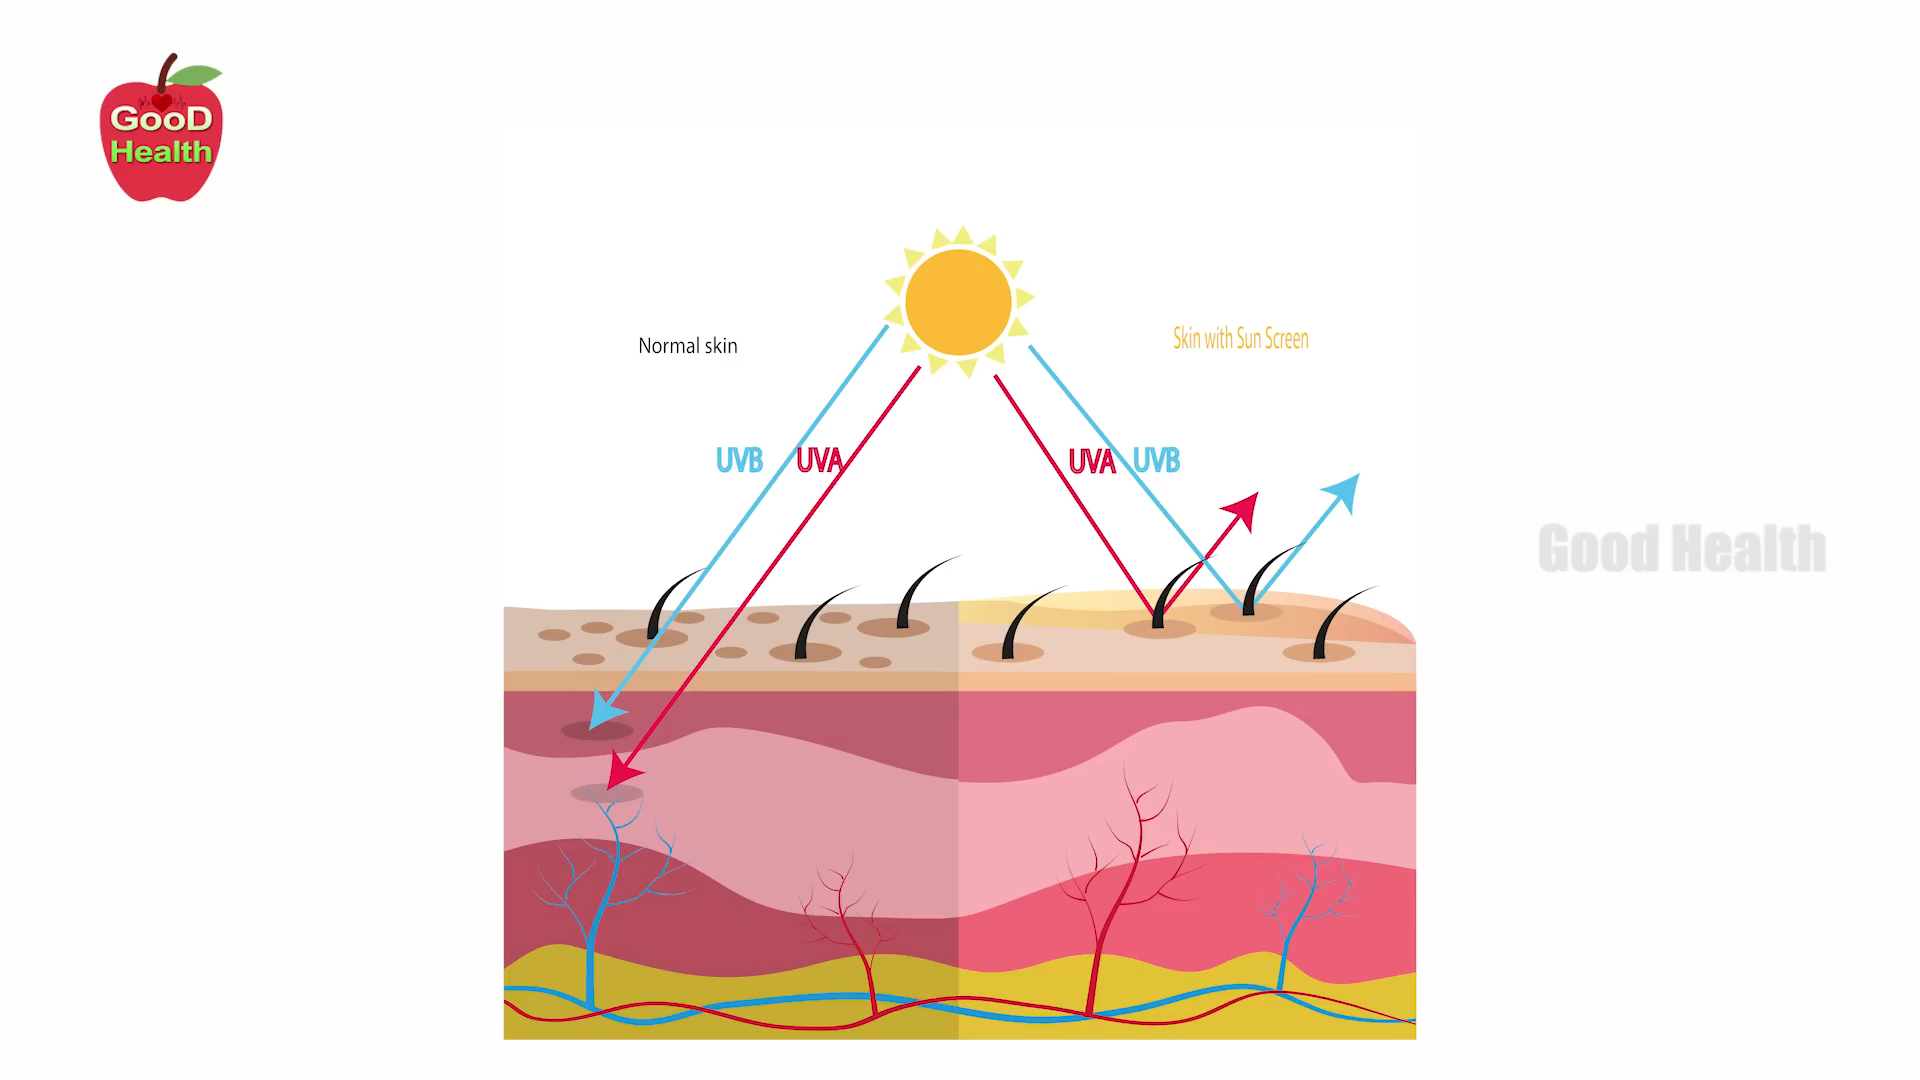 GooD
Health
Normal skin
Skin with Sun Screen
UVB
UVA
UVA
UVB
Good Health